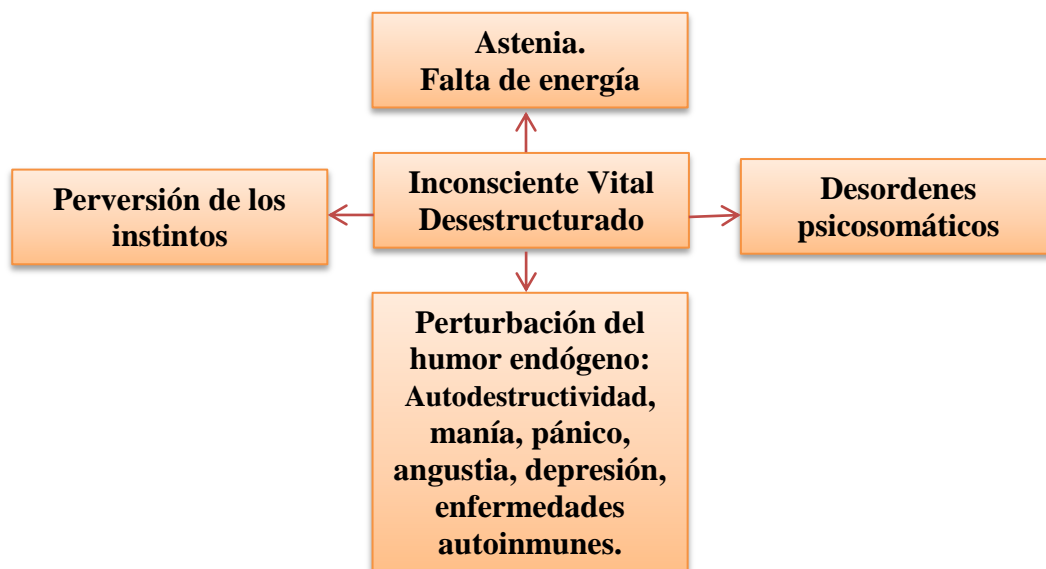 Astenia.
Falta de energía
Perversión de los
instintos
Inconsciente Vital
Desestructurado
Desordenes
psicosomáticos
Perturbación del
humor endógeno:
Autodestructividad,
manía, pánico,
angustia, depresión,
enfermedades
autoinmunes.